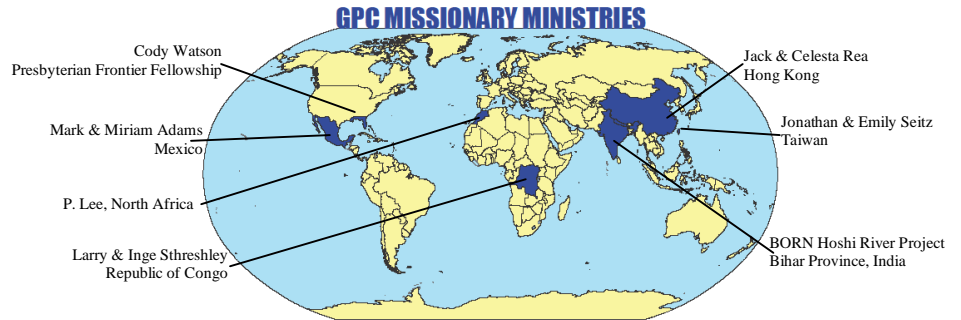 GPC MISSIONARY MINISTRIES
Cody Watson
Presbyterian Frontier Fellowship
Mark & Miriam Adams
Mexico
P. Lee, North Africa
Larry & Inge Sthreshley
Republic of Congo
Jack & Celesta Rea
Hong Kong
Jonathan & Emily Seitz
Taiwan
BORN Hoshi River Project
Bihar Province, India